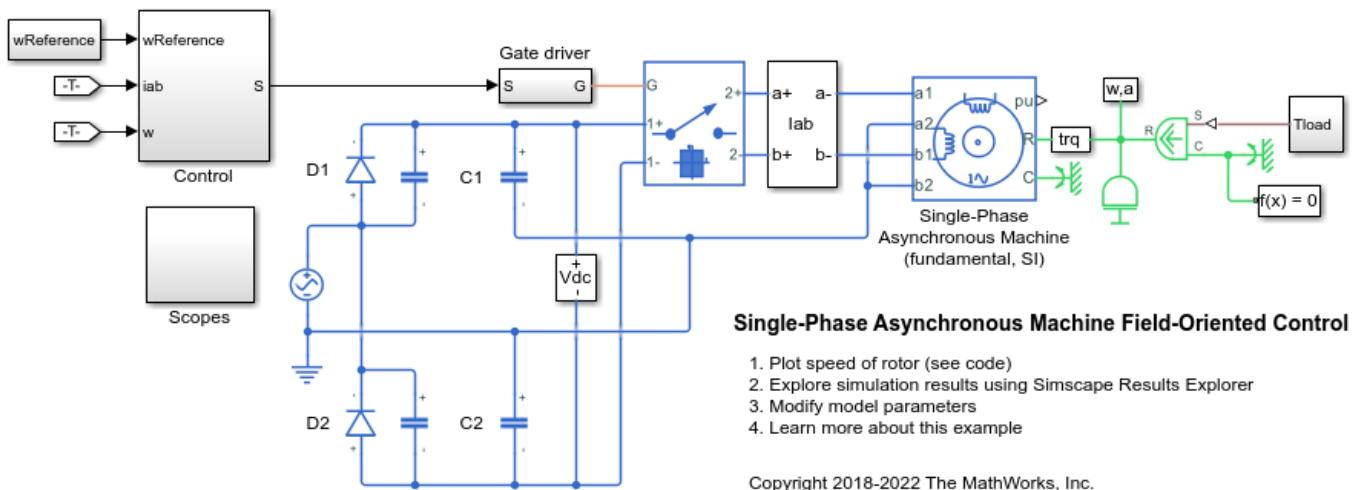 wReference
wReference
-T-
iab
-T-
w
S
Control
Scopes
Gate driver
S
G
G
1+
1-
2+
2-
a+
a-
Iab
b+
b-
a1
a2
b1
b2
pu
R
C
1
Single-Phase
Asynchronous Machine
(fundamental, SI)
trq
w,a
R
S
C
Tload
f(x) = 0
D1
C1
+
Vdc
-
D2
C2
Single-Phase Asynchronous Machine Field-Oriented Control
1. Plot speed of rotor (see code)
2. Explore simulation results using Simscape Results Explorer
3. Modify model parameters
4. Learn more about this example
Copyright 2018-2022 The MathWorks, Inc.